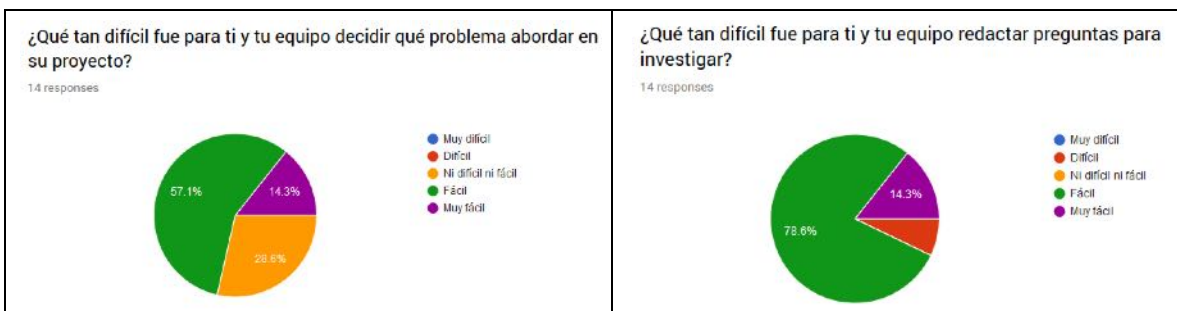 ¿Qué tan difícil fue para ti y tu equipo decidir qué problema abordar en
su proyecto?
14 responses
Muy difícil
Difícil
Ni difícil ni fácil
Fácil
Muy fácil
57.1%
14.3%
28.6%
¿Qué tan difícil fue para ti y tu equipo redactar preguntas para
investigar?
14 responses
Muy difícil
Difícil
Ni difícil ni fácil
Fácil
Muy fácil
14.3%
78.6%